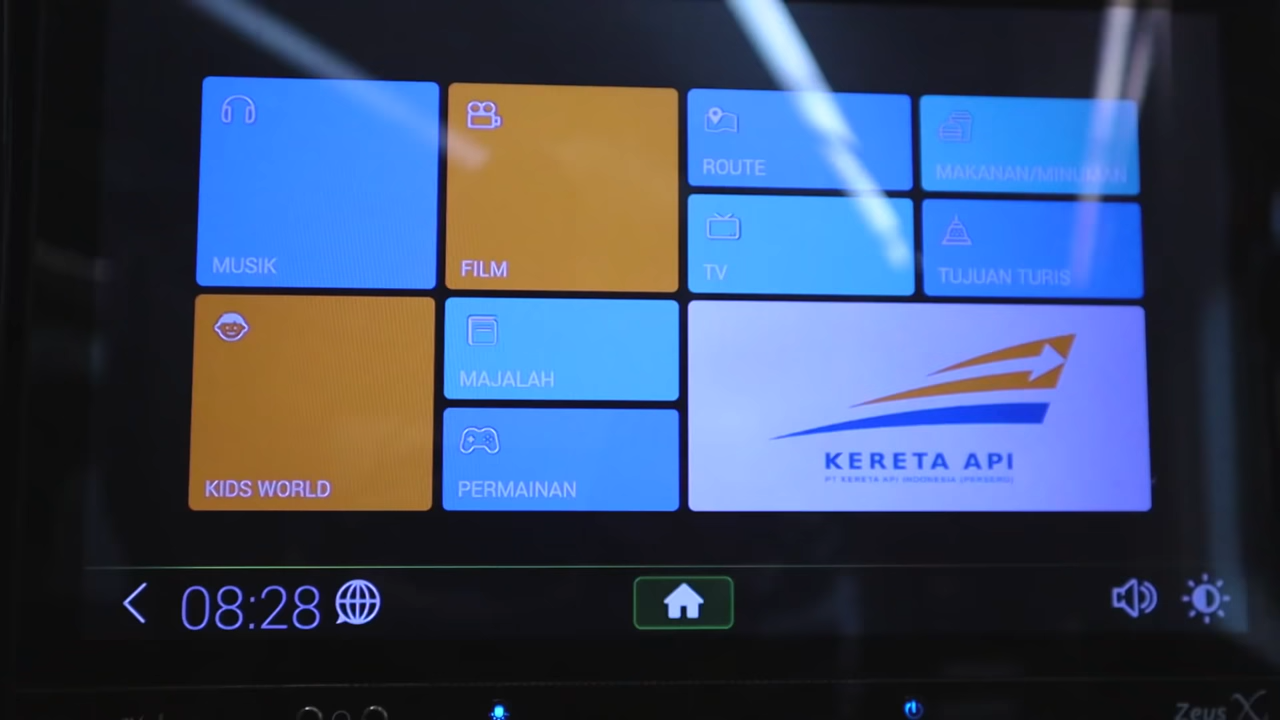 MUSIK
FILM
ROUTE
MAKANAN/MINUMAN
TV
TUJUAN TURIS
KIDS WORLD
MAJALAH
PERMAINAN
KERETA API
PT KERETA API INDONESIA (PERSERO)
08:28
Zeus X